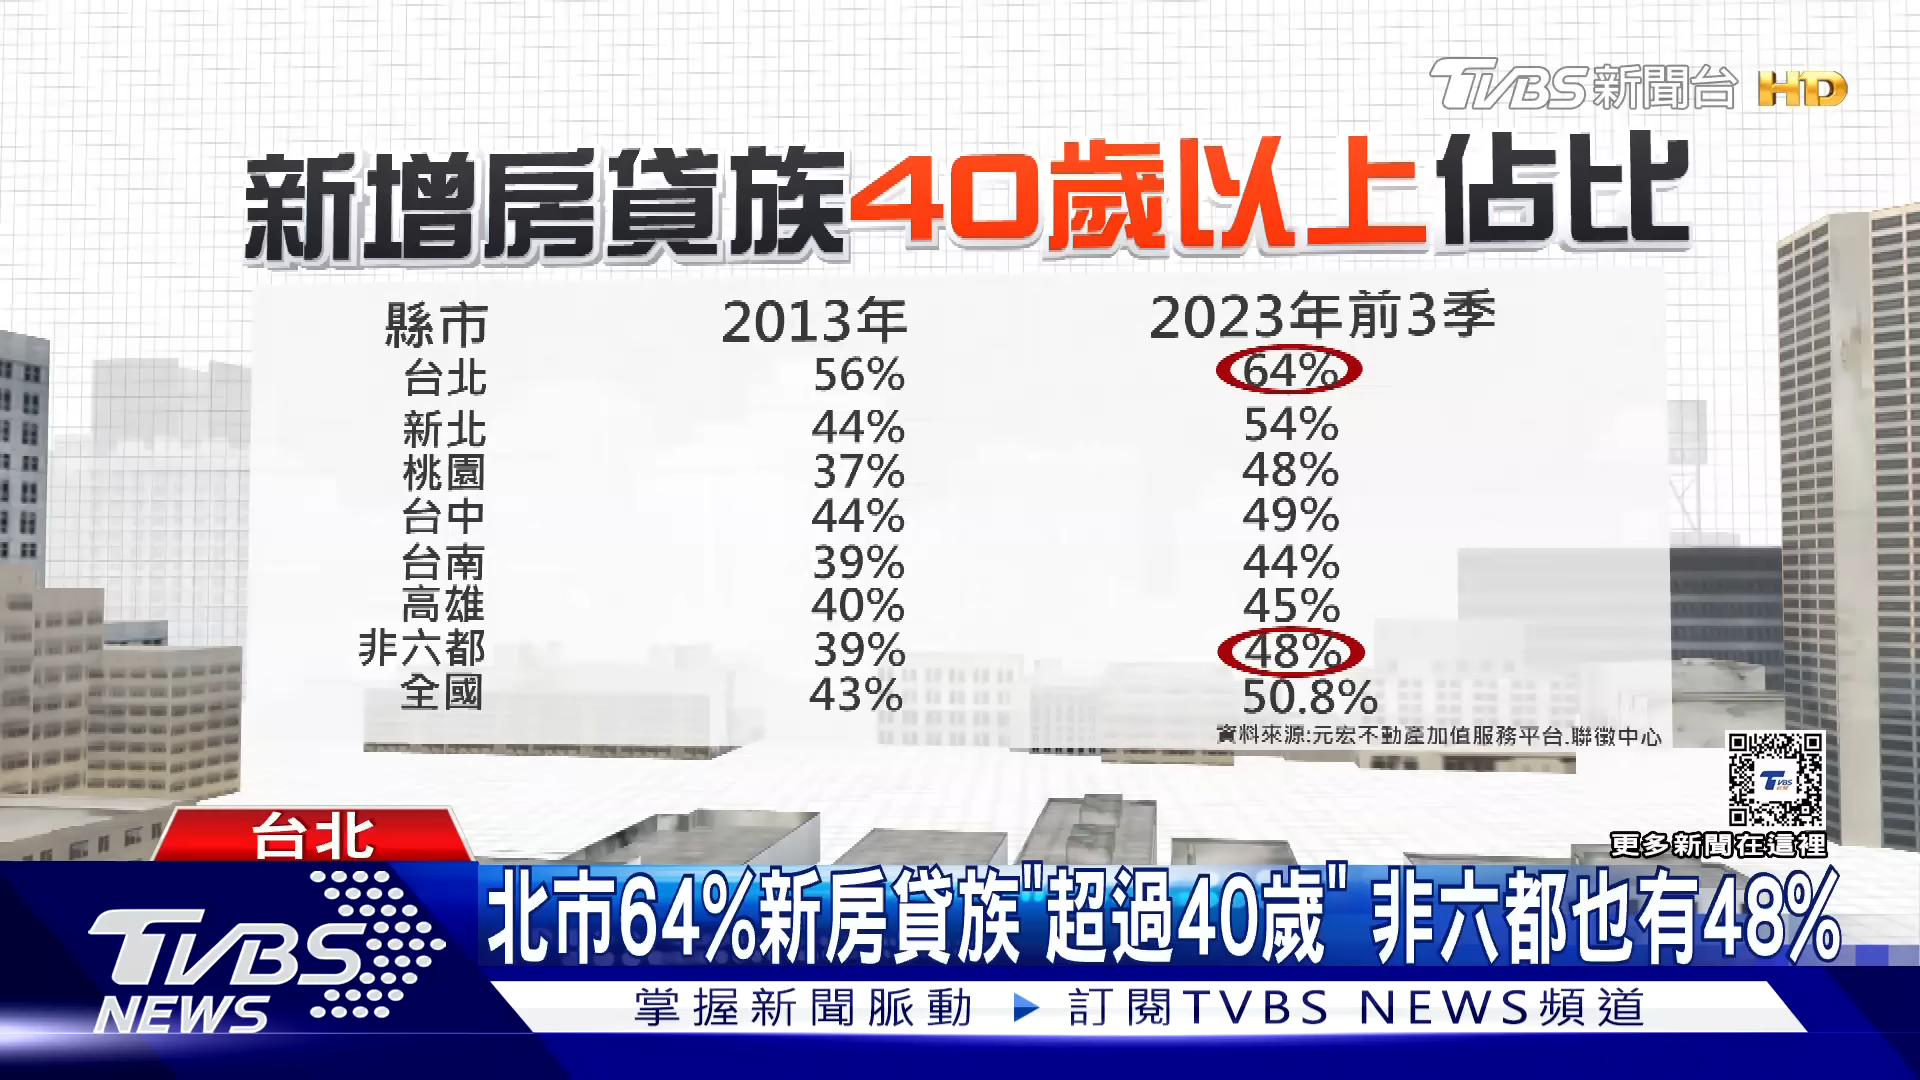 TVBS新聞台 HD
新增房貸族40歲以上佔比
縣市 2013年 2023年前3季
台北 56% 64%
新北 44% 54%
桃園 37% 48%
台中 44% 49%
台南 39% 44%
高雄 40% 45%
非六都 39% 48%
全國 43% 50.8%
資料來源:元宏不動產加值服務平台.聯徵中心
TVBS
更多新聞在這裡
台北
北市64%新房貸族"超過40歲" 非六都也有48%
TVBS
NEWS
掌握新聞脈動 ▶ 訂閱TVBS NEWS頻道